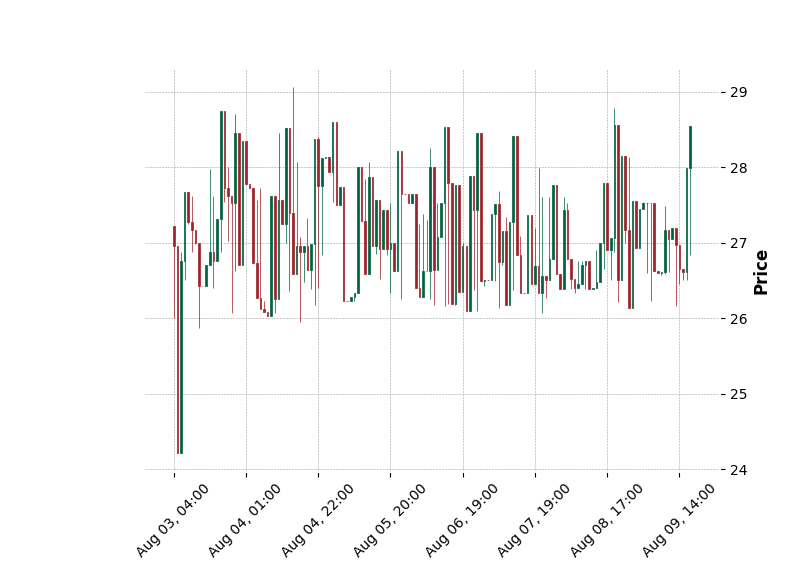 29
28
27
26
25
24
Price
Aug 03, 04:00
Aug 04, 01:00
Aug 04, 22:00
Aug 05, 20:00
Aug 06, 19:00
Aug 07, 19:00
Aug 08, 17:00
Aug 09, 14:00